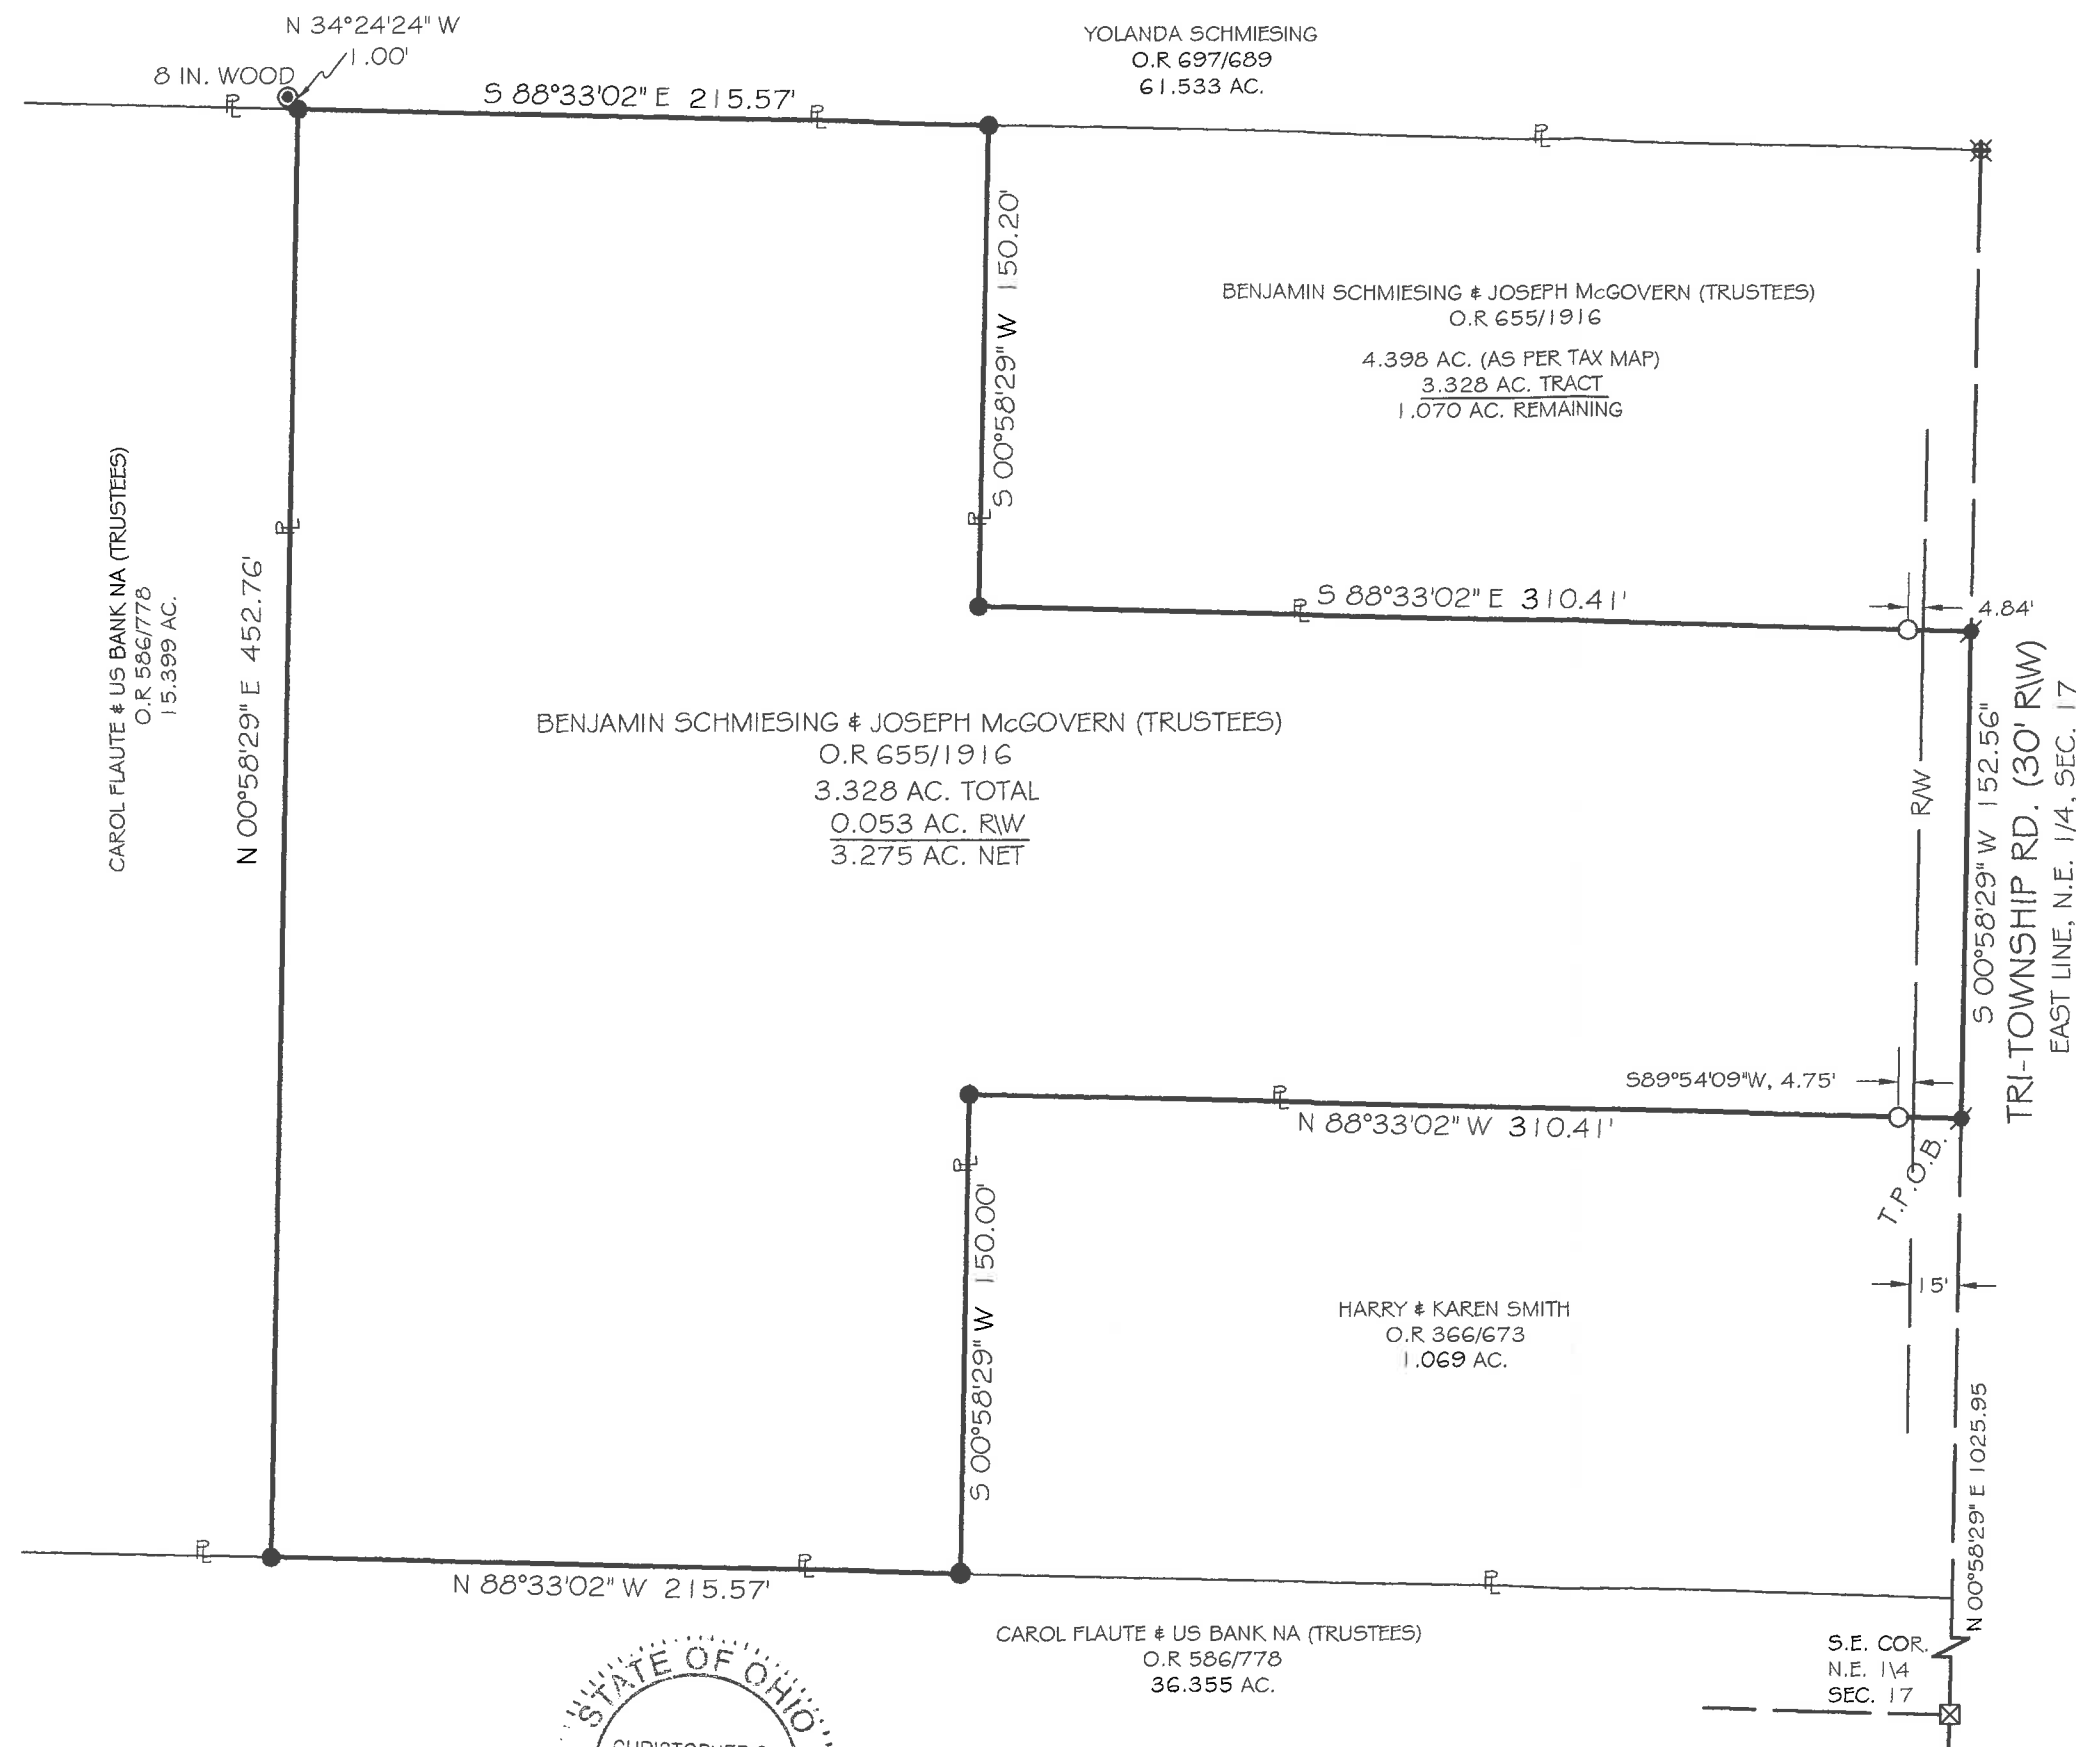 N 34°24'24" W
1.00'
8 IN. WOOD
S 88°33'02" E 215.57'
YOLANDA SCHMIESING
O.R 697/689
61.533 AC.
S 00°58'29" W 150.20'
BENJAMIN SCHMIESING & JOSEPH McGOVERN (TRUSTEES)
O.R 655/1916
4.398 AC. (AS PER TAX MAP)
3.328 AC. TRACT
1.070 AC. REMAINING
CAROL FLAUTE & US BANK NA (TRUSTEES)
O.R 586/778
15.399 AC.
N 00°58'29" E 452.76'
S 88°33'02" E 310.41'
4.84'
BENJAMIN SCHMIESING & JOSEPH McGOVERN (TRUSTEES)
O.R 655/1916
3.328 AC. TOTAL
0.053 AC. R\W
3.275 AC. NET
R/W
S 00°58'29" W 152.56"
TRI-TOWNSHIP RD. (30' R\W)
EAST LINE, N.E. 1/4, SEC. 17
S89°54'09"W, 4.75'
N 88°33'02" W 310.41'
T.P.O.B.
15'
S 00°58'29" W 150.00'
HARRY & KAREN SMITH
O.R 366/673
1.069 AC.
N 00°58'29" E 1025.95
N 88°33'02" W 215.57'
CAROL FLAUTE & US BANK NA (TRUSTEES)
O.R 586/778
36.355 AC.
S.E. COR.
N.E. 1\4
SEC. 17
STATE OF OHIO